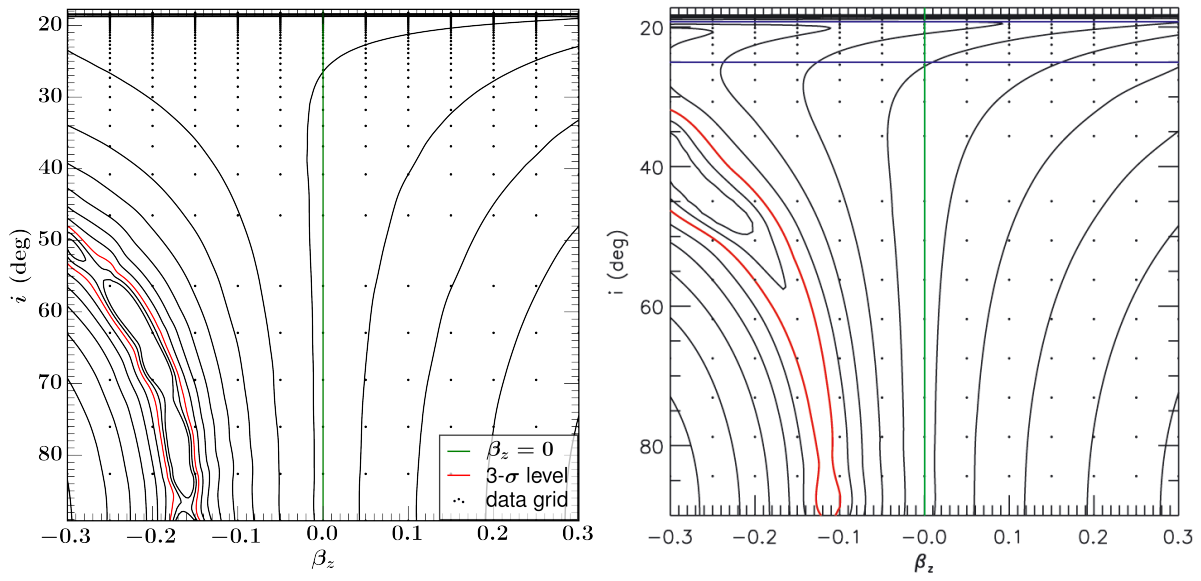 20
30
40
50
60
70
80
i (deg)
−0.3 −0.2 −0.1 0.0 0.1 0.2 0.3
β_z
β_z = 0
3-σ level
data grid
20
40
60
80
i (deg)
−0.3 −0.2 −0.1 −0.0 0.1 0.2 0.3
β_z